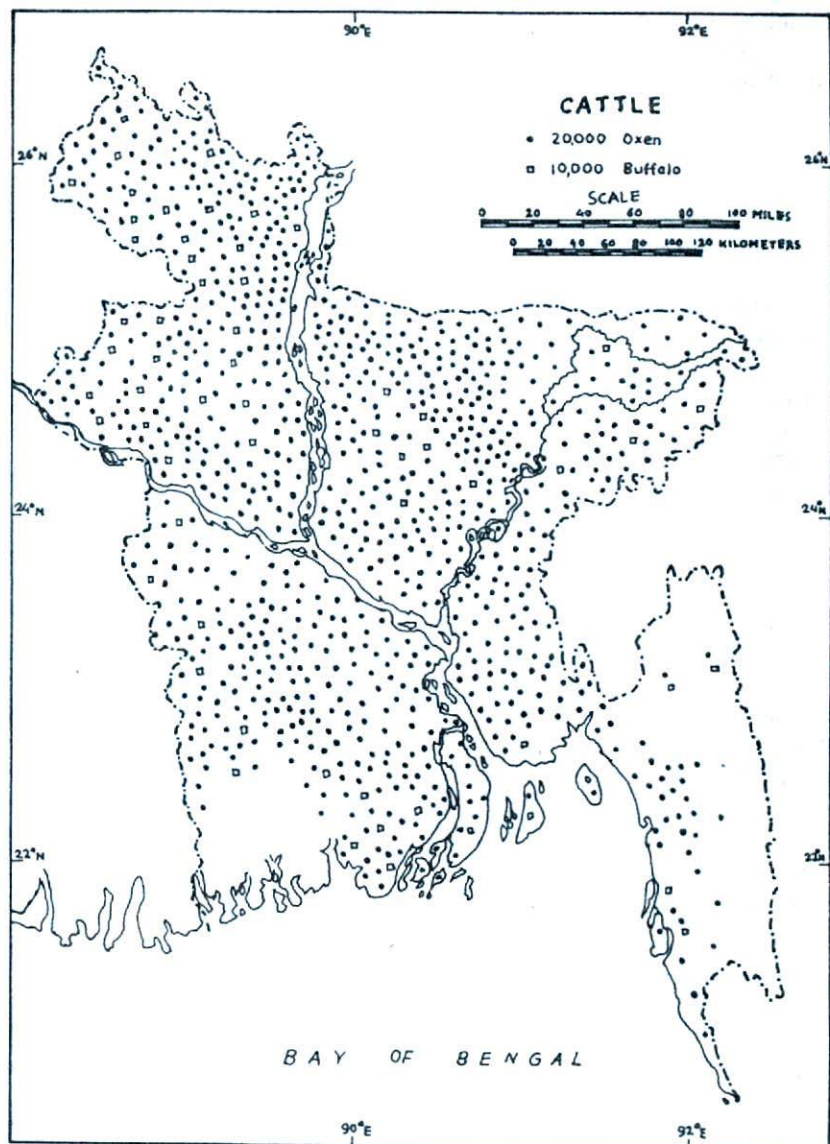 90°E 92°E
CATTLE
20,000 Oxen
10,000 Buffalo
SCALE
0 20 40 60 80 100 MILES
0 20 40 60 80 100 120 KILOMETERS
26°N 26°N
24°N 24°N
22°N 22°N
BAY OF BENGAL
90°E 92°E